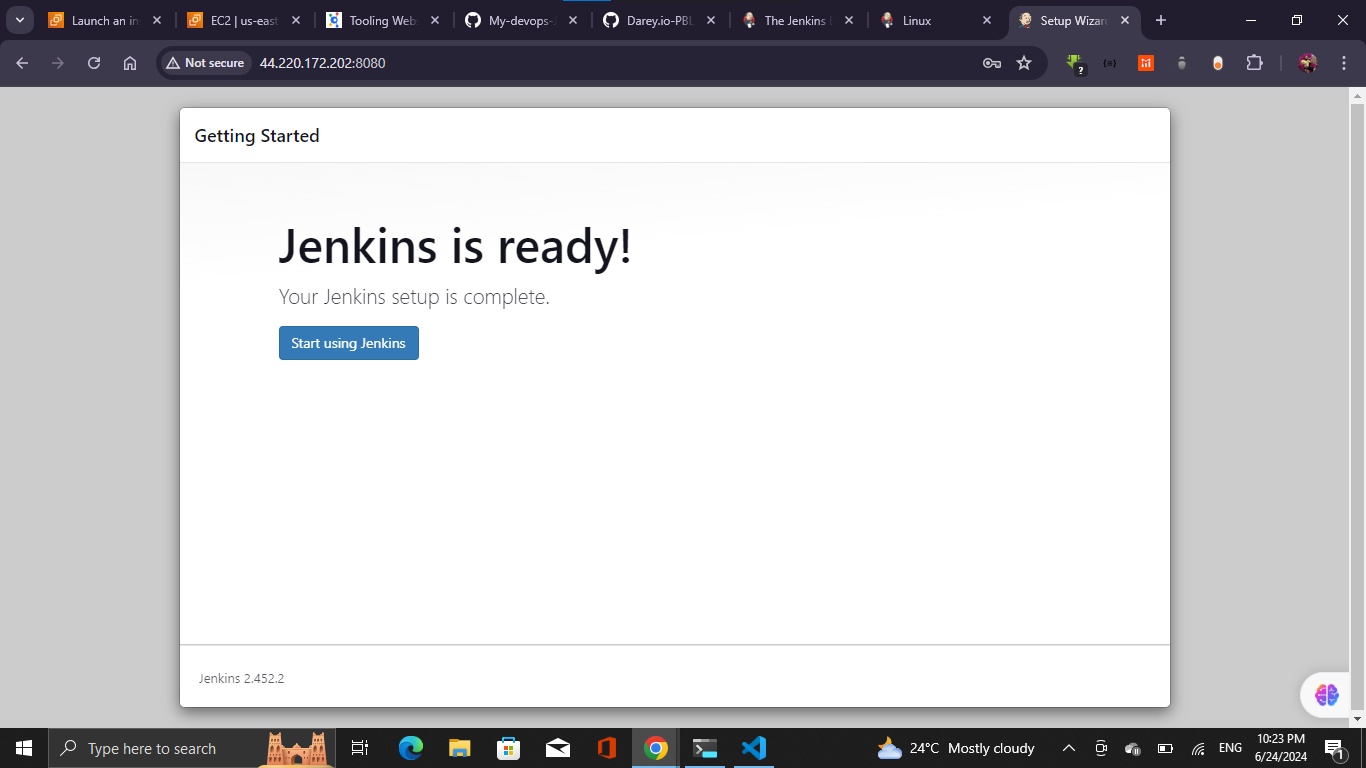 Launch an in
EC2 | us-east
Tooling Webs
My-devops-
Darey.io-PBL
The Jenkins
Linux
Setup Wizard
Not secure
44.220.172.202:8080
Getting Started
Jenkins is ready!
Your Jenkins setup is complete.
Start using Jenkins
Jenkins 2.452.2
Type here to search
24°C Mostly cloudy
ENG
10:23 PM
6/24/2024
1